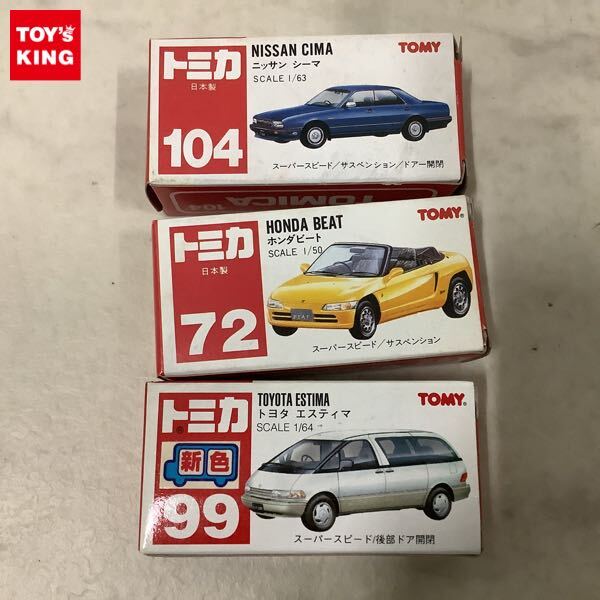 TOY's
KING
トミカ
日本製
104
NISSAN CIMA
ニッサン シーマ
SCALE 1/63
TOMY
スーパースピード/サスペンション/ドアー開閉
TOMICA 104
トミカ
日本製
72
HONDA BEAT
ホンダビート
SCALE 1/50
TOMY®
BEAT
スーパースピード/サスペンション
トミカ®
新色
99
TOYOTA ESTIMA
トヨタ エスティマ
SCALE 1/64
TOMY®
スーパースピード/後部ドア開閉